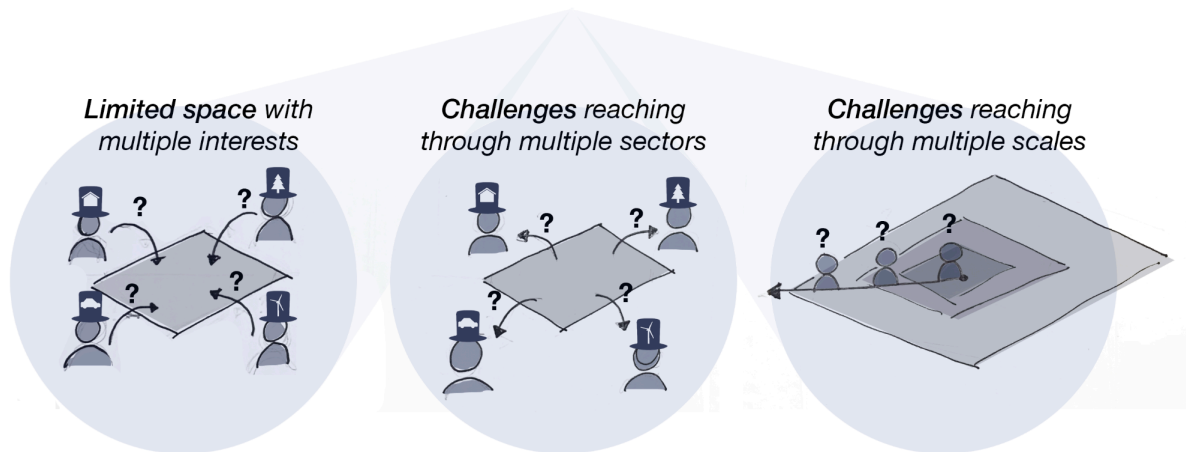 Limited space with
multiple interests
?
?
?
?
Challenges reaching
through multiple sectors
?
?
?
?
Challenges reaching
through multiple scales
?
?
?